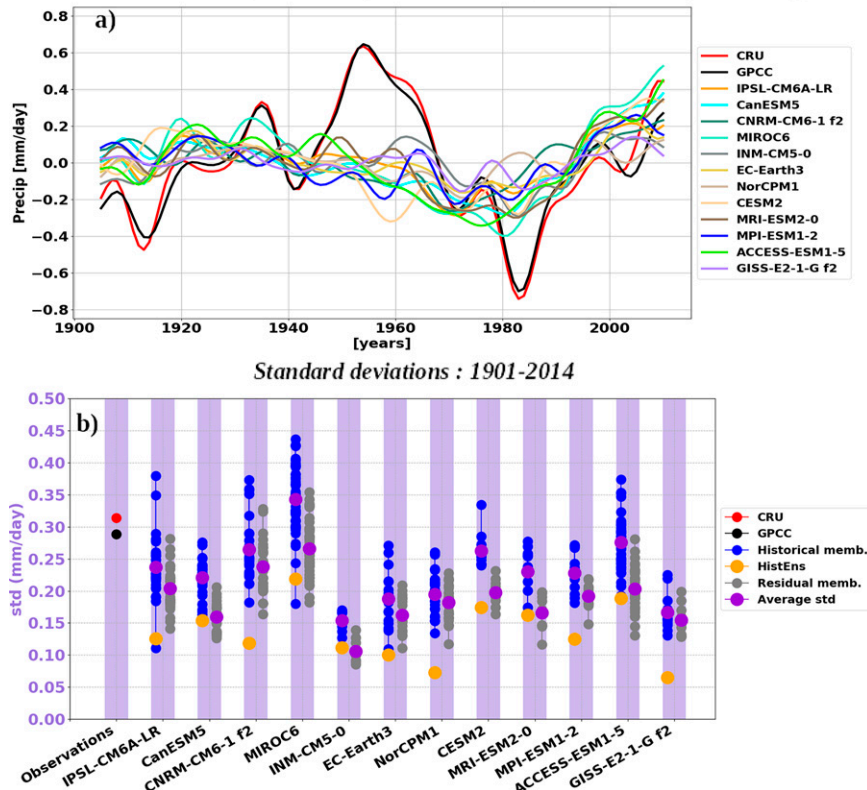 a)
0.8
0.6
0.4
0.2
0.0
−0.2
−0.4
−0.6
−0.8
Precip [mm/day]
1900
1920
1940
1960
1980
2000
[years]
CRU
GPCC
IPSL-CM6A-LR
CanESM5
CNRM-CM6-1 f2
MIROC6
INM-CM5-0
EC-Earth3
NorCPM1
CESM2
MRI-ESM2-0
MPI-ESM1-2
ACCESS-ESM1-5
GISS-E2-1-G f2
Standard deviations : 1901-2014
b)
0.50
0.45
0.40
0.35
0.30
0.25
0.20
0.15
0.10
0.05
0.00
std (mm/day)
CRU
GPCC
Historical memb.
HistEns
Residual memb.
Average std
Observations
IPSL-CM6A-LR
CanESM5
CNRM-CM6-1 f2
MIROC6
INM-CM5-0
EC-Earth3
NorCPM1
CESM2
MRI-ESM2-0
MPI-ESM1-2
ACCESS-ESM1-5
GISS-E2-1-G f2